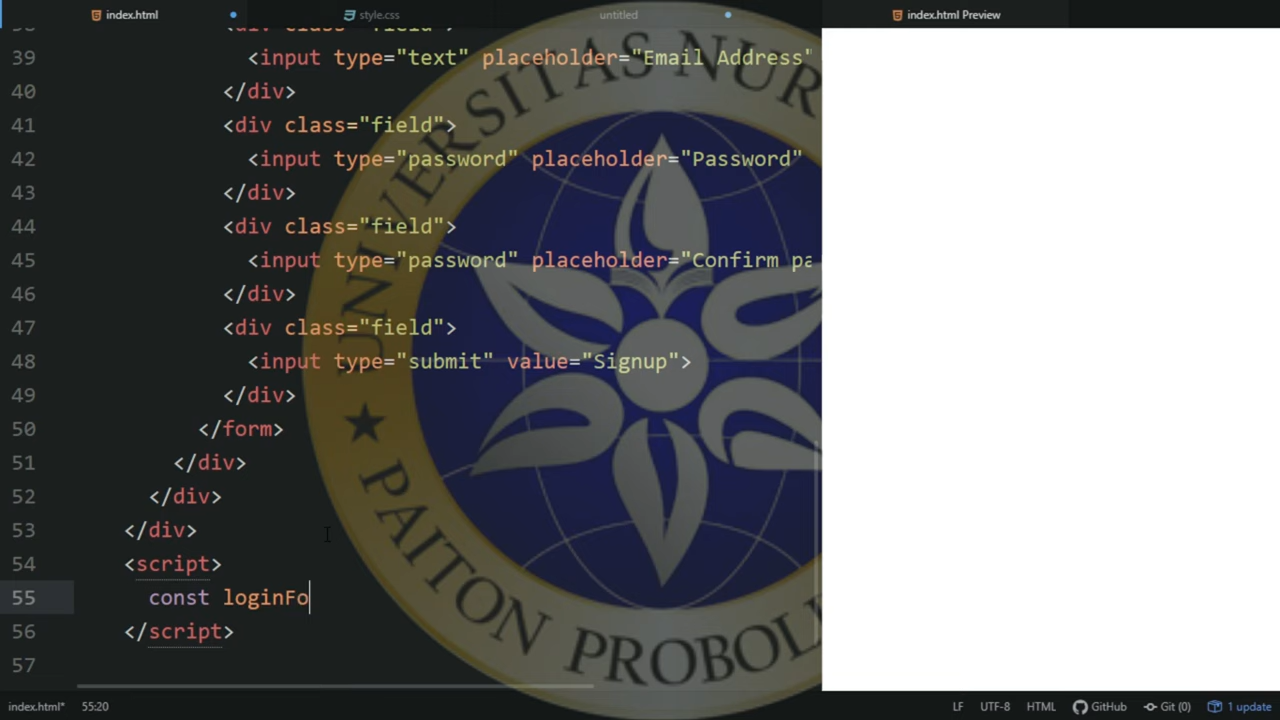 index.html
style.css
untitled
index.html Preview
39 <input type="text" placeholder="Email Address"
40 </div>
41 <div class="field">
42 <input type="password" placeholder="Password"
43 </div>
44 <div class="field">
45 <input type="password" placeholder="Confirm pa
46 </div>
47 <div class="field">
48 <input type="submit" value="Signup">
49 </div>
50 </form>
51 </div>
52 </div>
53 </div>
54 <script>
55 const loginFo
56 </script>
57
UNIVERSITAS NUR
PAITON PROBOL
index.html* 55:20 LF UTF-8 HTML GitHub Git (0) 1 update